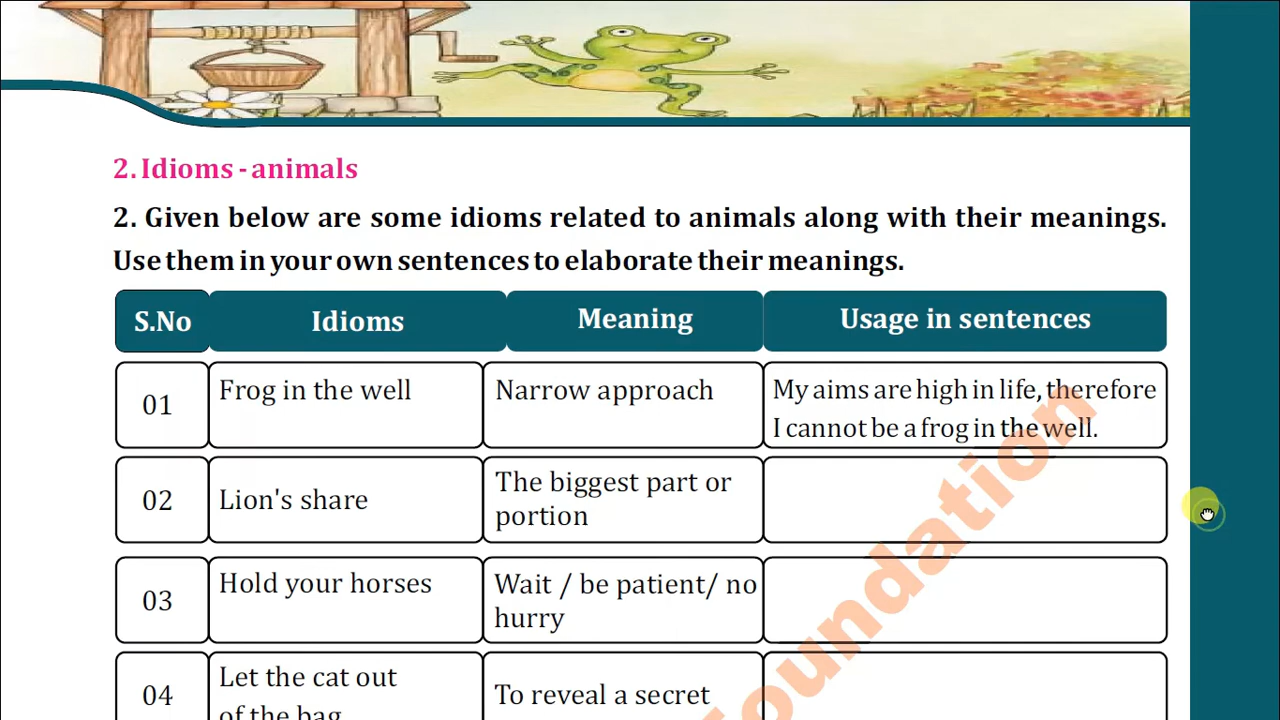 2. Idioms - animals
2. Given below are some idioms related to animals along with their meanings.
Use them in your own sentences to elaborate their meanings.
S.No Idioms Meaning Usage in sentences
01 Frog in the well Narrow approach My aims are high in life, therefore
I cannot be a frog in the well.
02 Lion's share The biggest part or
portion
03 Hold your horses Wait / be patient/ no
hurry
04 Let the cat out
of the bag To reveal a secret
oundation